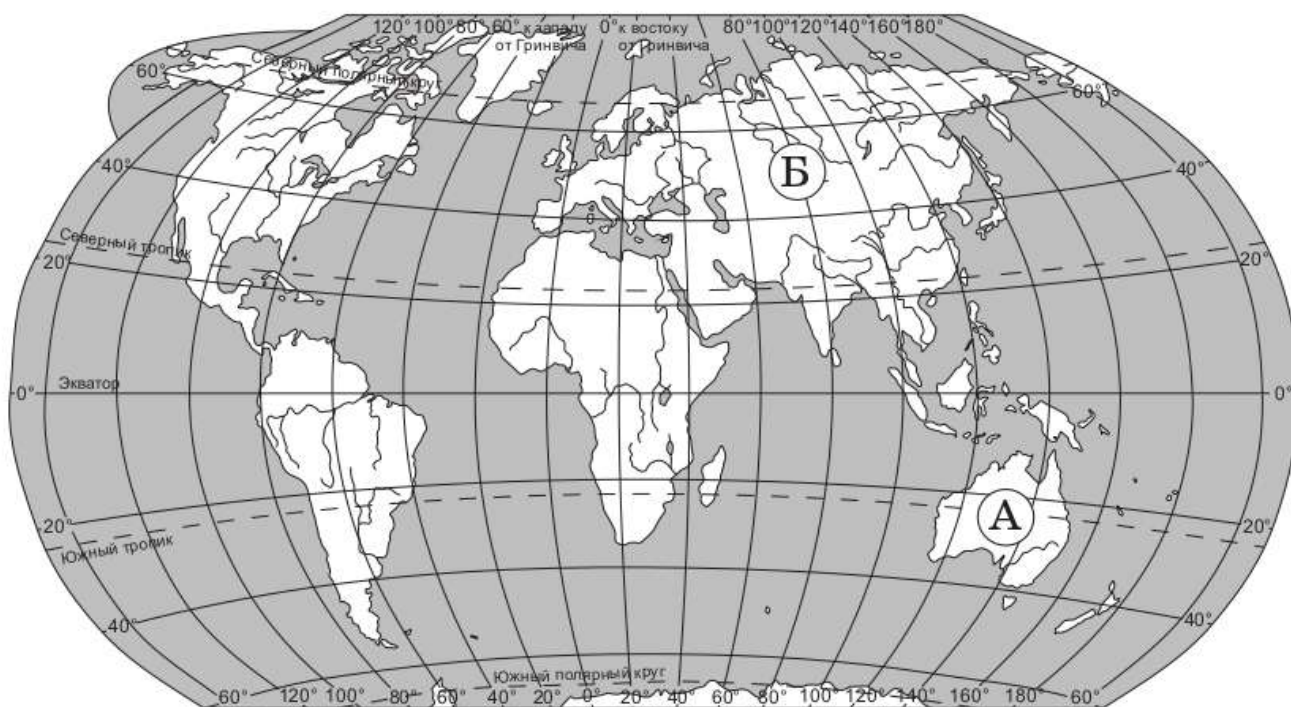 120° 100° 80° 60° к западу 0° к востоку 80° 100° 120° 140° 160° 180°
от Гринвича от Гринвича
Северный полярный круг
60° 60°
40° 40°
Б
Северный тропик
20° 20°
Экватор
0° 0°
А
20° 20°
Южный тропик
40° 40°
Южный полярный круг
60° 120° 100° 80° 60° 40° 20° 0° 20° 40° 60° 80° 100° 120° 140° 160° 180° 60°